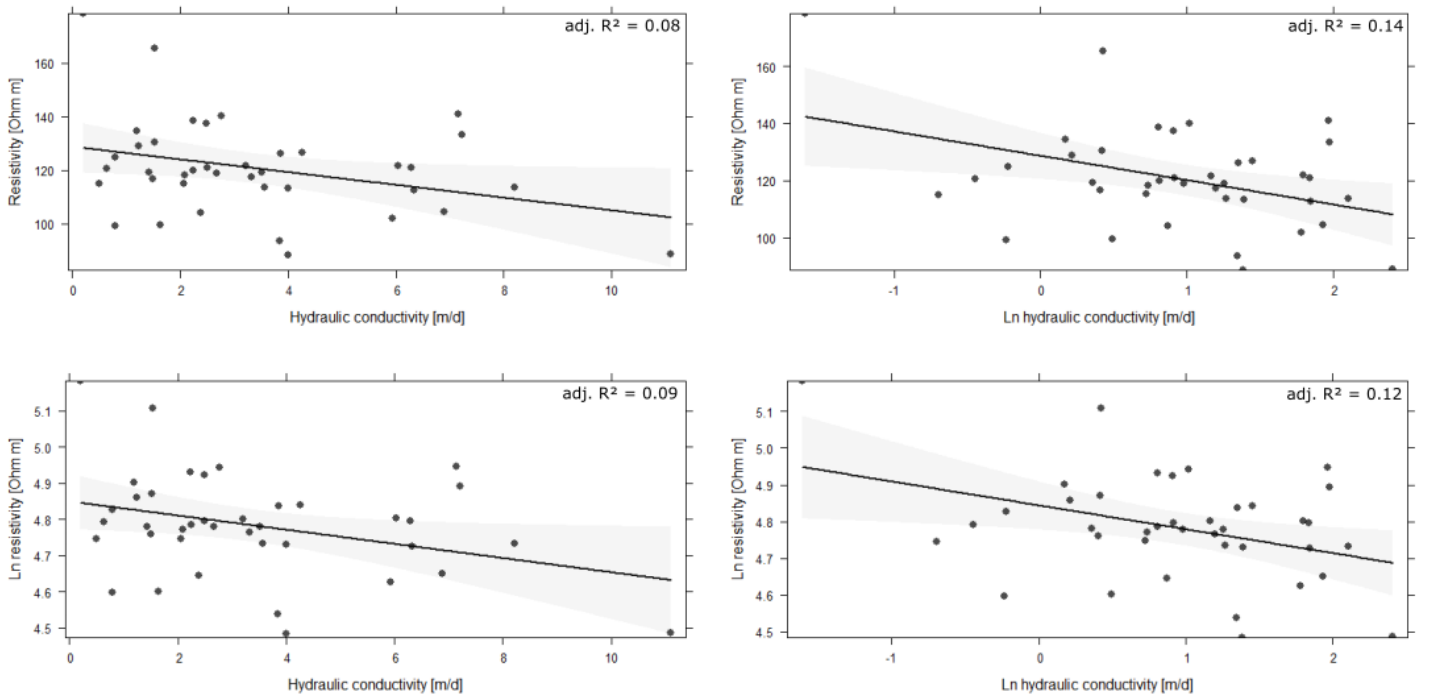 adj. R² = 0.08
Resistivity [Ohm m]
160
140
120
100
0 2 4 6 8 10
Hydraulic conductivity [m/d]
adj. R² = 0.14
Resistivity [Ohm m]
160
140
120
100
-1 0 1 2
Ln hydraulic conductivity [m/d]
adj. R² = 0.09
Ln resistivity [Ohm m]
5.1
5.0
4.9
4.8
4.7
4.6
4.5
0 2 4 6 8 10
Hydraulic conductivity [m/d]
adj. R² = 0.12
Ln resistivity [Ohm m]
5.1
5.0
4.9
4.8
4.7
4.6
4.5
-1 0 1 2
Ln hydraulic conductivity [m/d]